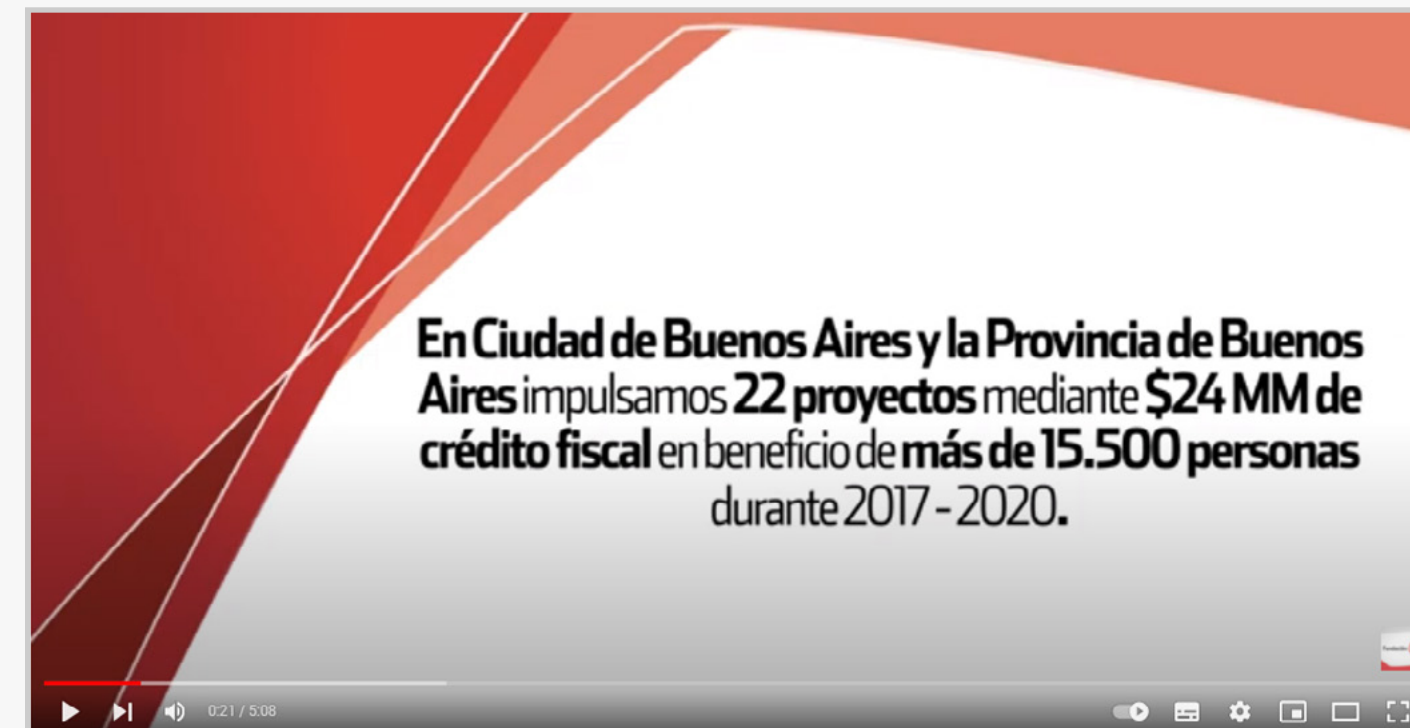 En Ciudad de Buenos Aires y la Provincia de Buenos
Aires impulsamos 22 proyectos mediante $24 MM de
crédito fiscal en beneficio de más de 15.500 personas
durante 2017 - 2020.
0:21 / 5:08